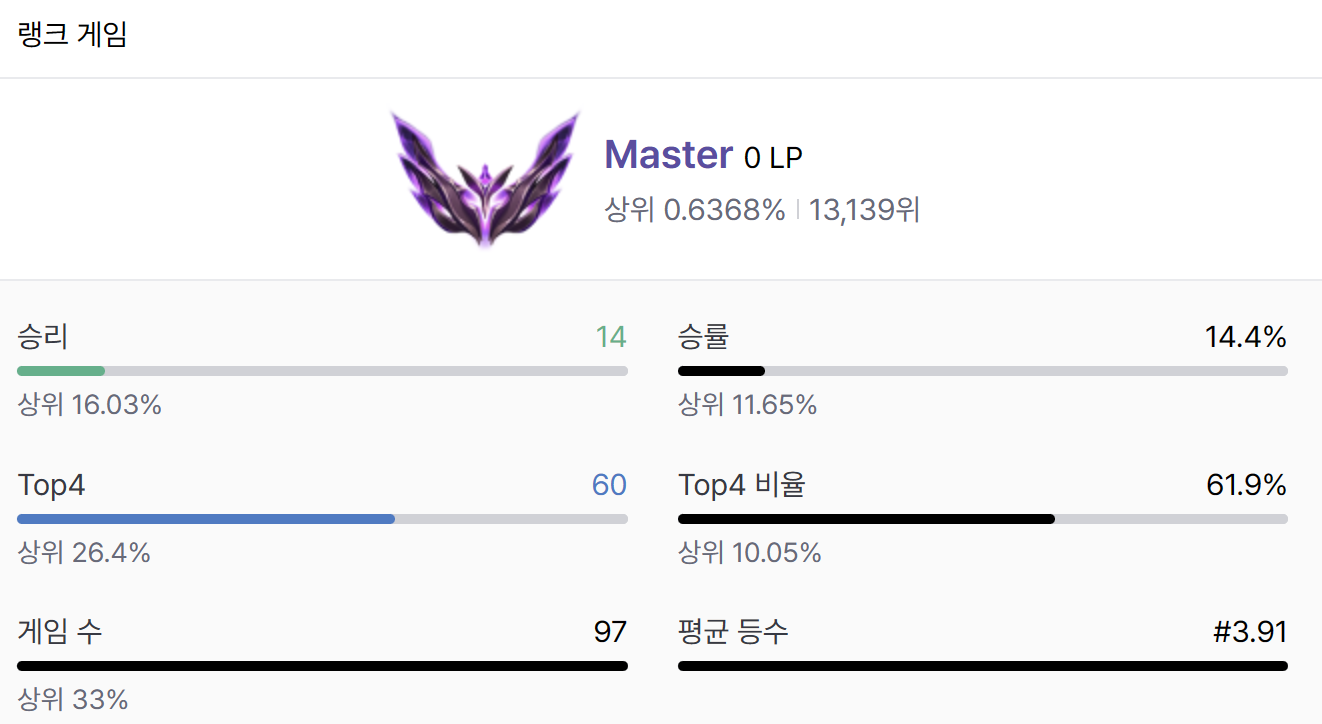 랭크 게임
Master 0 LP
상위 0.6368% | 13,139위
승리 14
상위 16.03%
승률 14.4%
상위 11.65%
Top4 60
상위 26.4%
Top4 비율 61.9%
상위 10.05%
게임 수 97
상위 33%
평균 등수 #3.91